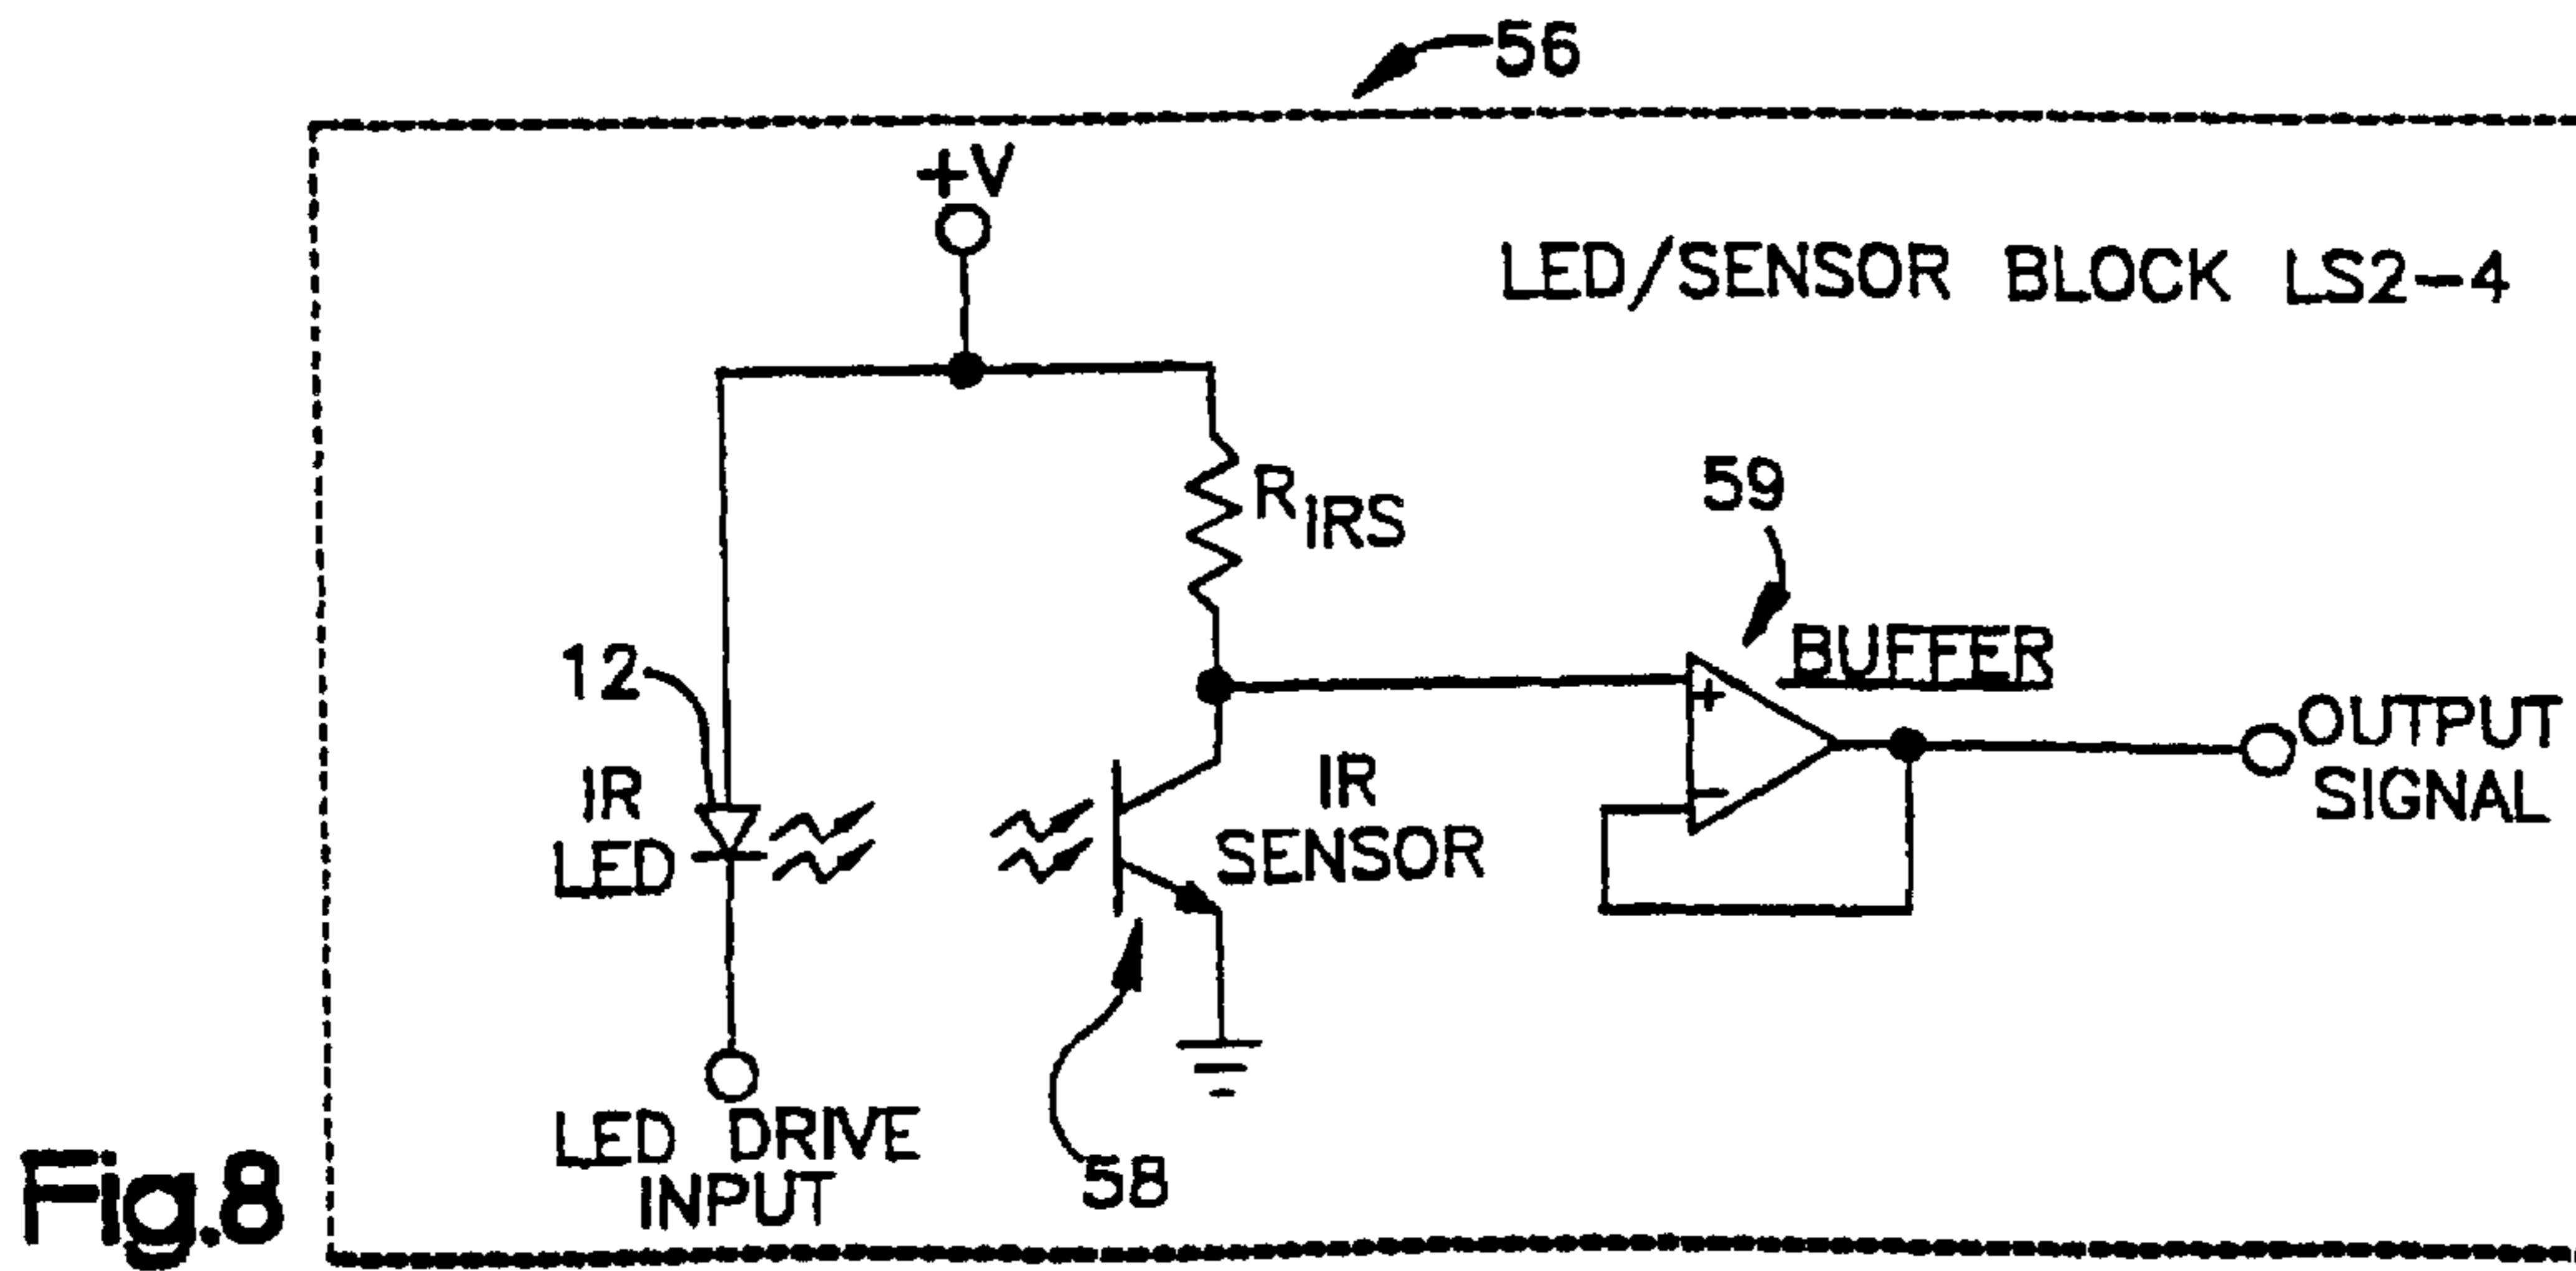 56
+V
LED/SENSOR BLOCK LS2-4
RIRS
59
BUFFER
12
+
−
IR
LED
IR
SENSOR
OUTPUT
SIGNAL
LED DRIVE
INPUT
58
Fig.8